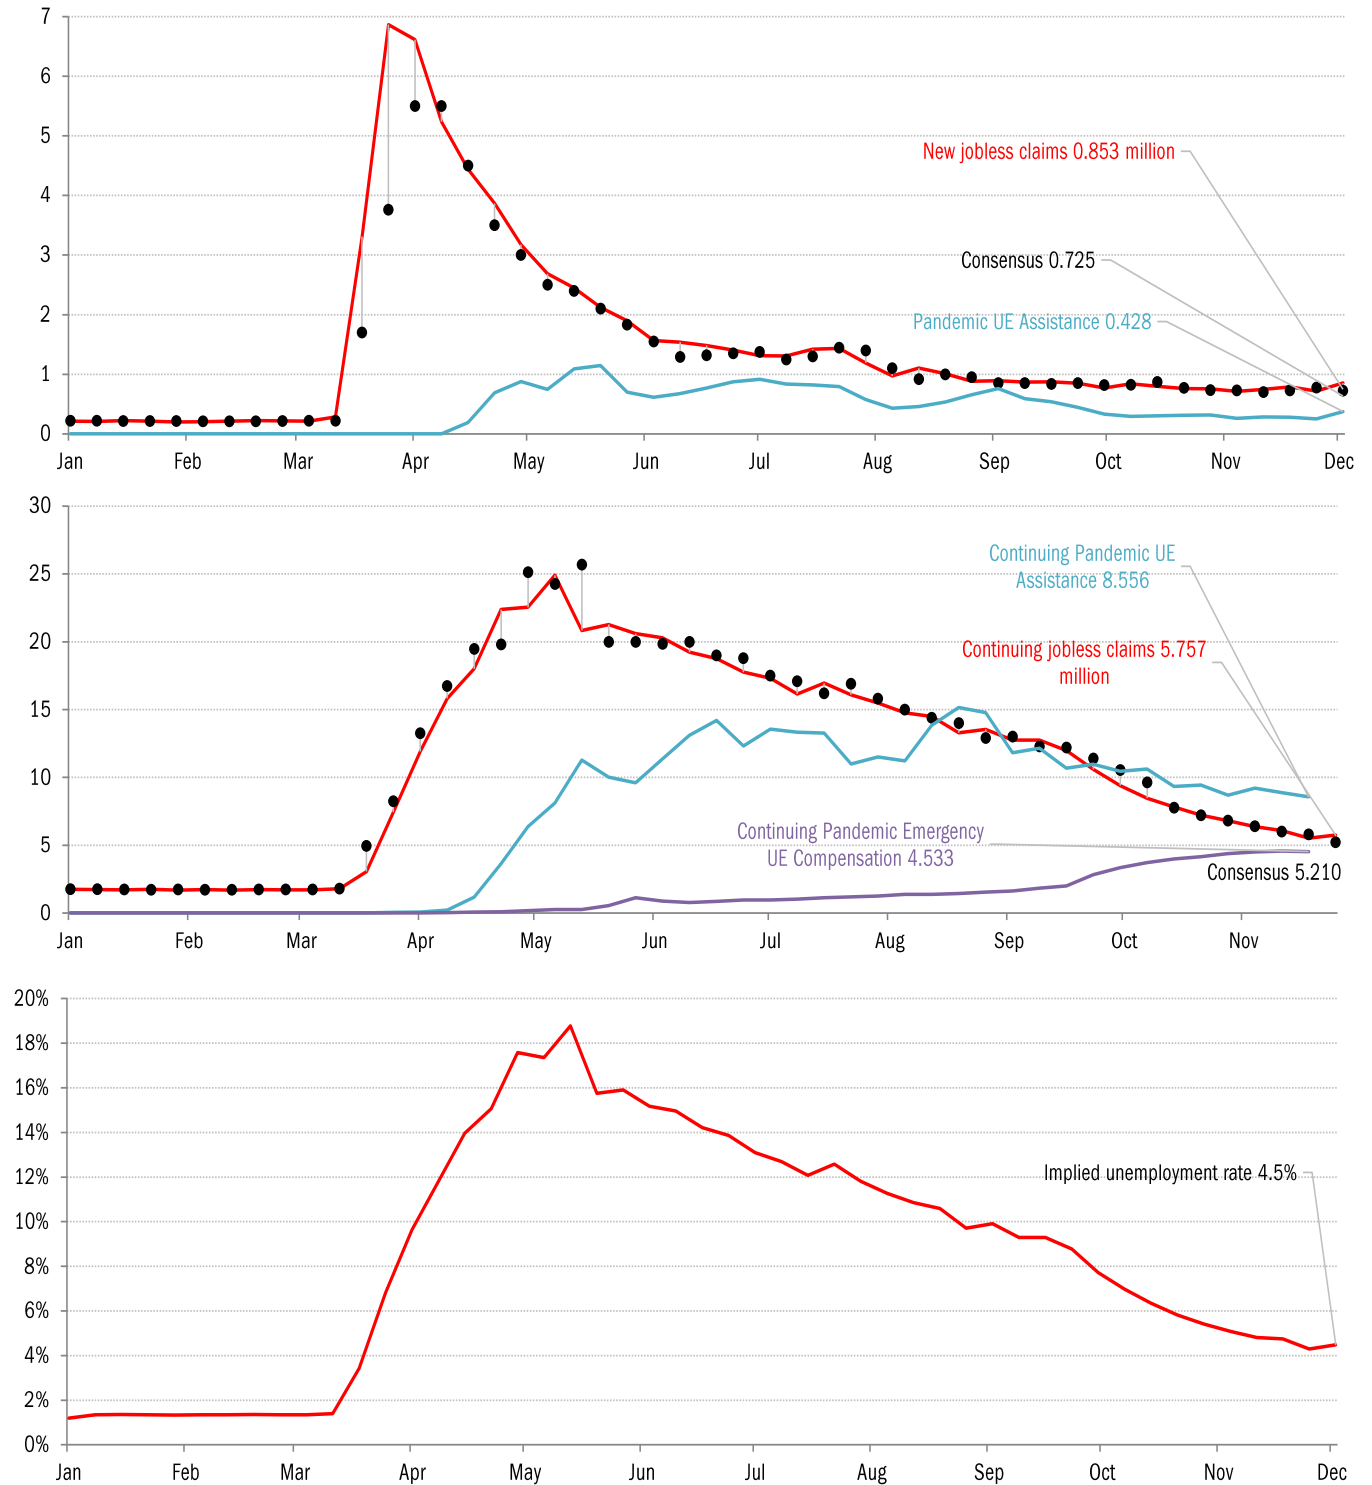 7
6
5
4
3
2
1
0
New jobless claims 0.853 million
Consensus 0.725
Pandemic UE Assistance 0.428
Jan Feb Mar Apr May Jun Jul Aug Sep Oct Nov Dec
30
25
20
15
10
5
0
Continuing Pandemic UE
Assistance 8.556
Continuing jobless claims 5.757
million
Continuing Pandemic Emergency
UE Compensation 4.533
Consensus 5.210
Jan Feb Mar Apr May Jun Jul Aug Sep Oct Nov
20%
18%
16%
14%
12%
10%
8%
6%
4%
2%
0%
Implied unemployment rate 4.5%
Jan Feb Mar Apr May Jun Jul Aug Sep Oct Nov Dec